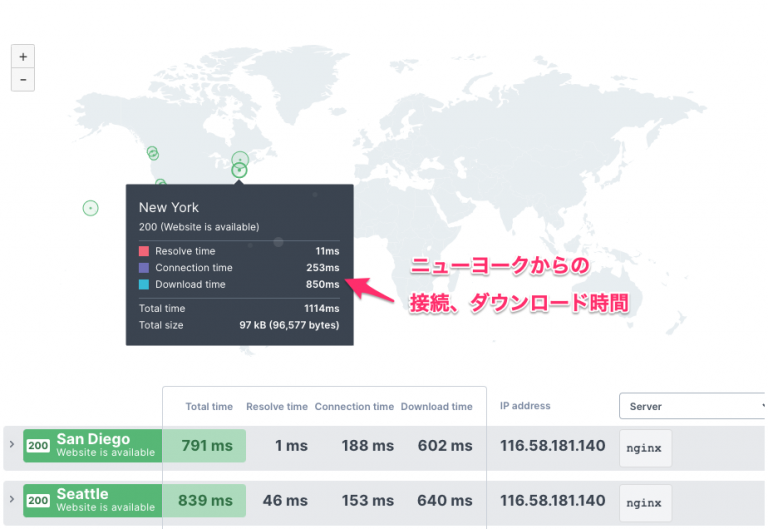 +
−
New York
200 (Website is available)
Resolve time 11ms
Connection time 253ms
Download time 850ms
Total time 1114ms
Total size 97 kB (96,577 bytes)
ニューヨークからの
接続、ダウンロード時間
Total time Resolve time Connection time Download time IP address Server
200 San Diego Website is available 791 ms 1 ms 188 ms 602 ms 116.58.181.140 nginx
200 Seattle Website is available 839 ms 46 ms 153 ms 640 ms 116.58.181.140 nginx